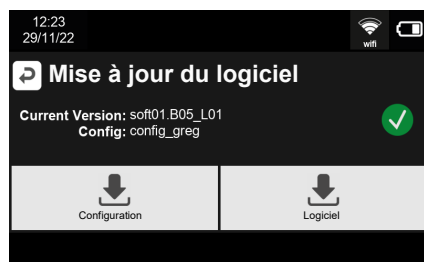 12:23
29/11/22
wifi
Mise à jour du logiciel
Current Version: soft01.B05_L01
Config: config_greg
Configuration
Logiciel